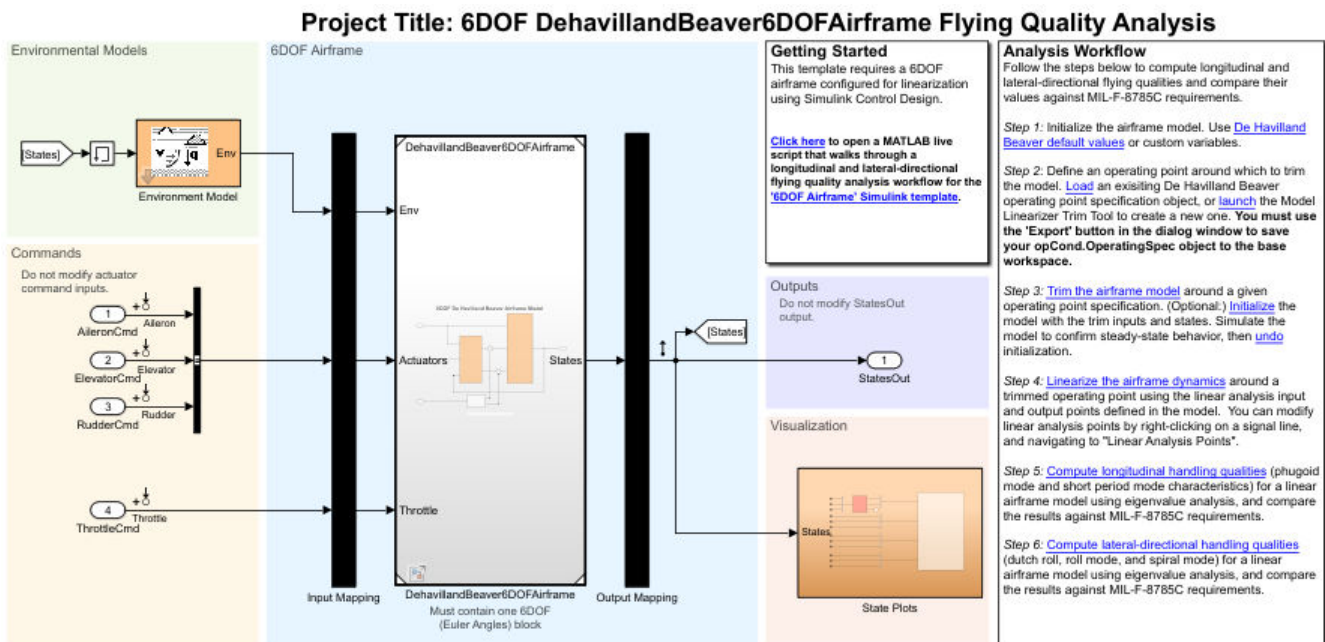 Project Title: 6DOF DehavillandBeaver6DOFAirframe Flying Quality Analysis
Environmental Models
[States]
Env
Environment Model
Commands
Do not modify actuator
command inputs.
1
Aileron
AileronCmd
2
Elevator
ElevatorCmd
3
Rudder
RudderCmd
4
Throttle
ThrottleCmd
6DOF Airframe
Input Mapping
DehavillandBeaver6DOFAirframe
Env
6DOF De Havilland Beaver Airframe Model
Actuators
States
Throttle
DehavillandBeaver6DOFAirframe
Must contain one 6DOF
(Euler Angles) block
Output Mapping
Getting Started
This template requires a 6DOF
airframe configured for linearization
using Simulink Control Design.
Click here to open a MATLAB live
script that walks through a
longitudinal and lateral-directional
flying quality analysis workflow for the
'6DOF Airframe' Simulink template.
Outputs
Do not modify StatesOut
output.
[States]
1
StatesOut
Visualization
States
State Plots
Analysis Workflow
Follow the steps below to compute longitudinal and
lateral-directional flying qualities and compare their
values against MIL-F-8785C requirements.
Step 1: Initialize the airframe model. Use De Havilland
Beaver default values or custom variables.
Step 2: Define an operating point around which to trim
the model. Load an exisiting De Havilland Beaver
operating point specification object, or launch the Model
Linearizer Trim Tool to create a new one. You must use
the 'Export' button in the dialog window to save
your opCond.OperatingSpec object to the base
workspace.
Step 3: Trim the airframe model around a given
operating point specification. (Optional:) Initialize the
model with the trim inputs and states. Simulate the
model to confirm steady-state behavior, then undo
initialization.
Step 4: Linearize the airframe dynamics around a
trimmed operating point using the linear analysis input
and output points defined in the model. You can modify
linear analysis points by right-clicking on a signal line,
and navigating to "Linear Analysis Points".
Step 5: Compute longitudinal handling qualities (phugoid
mode and short period mode characteristics) for a linear
airframe model using eigenvalue analysis, and compare
the results against MIL-F-8785C requirements.
Step 6: Compute lateral-directional handling qualities
(dutch roll, roll mode, and spiral mode) for a linear
airframe model using eigenvalue analysis, and compare
the results against MIL-F-8785C requirements.